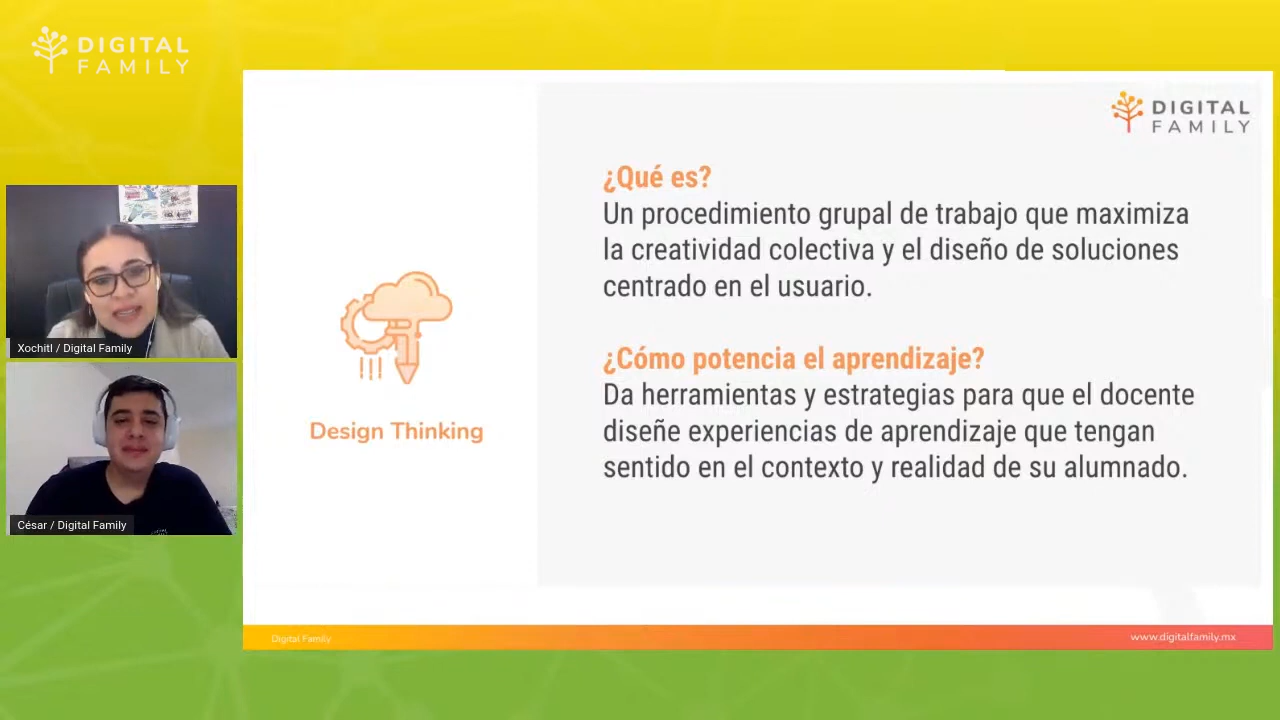 DIGITAL
FAMILY
DIGITAL
FAMILY
¿Qué es?
Un procedimiento grupal de trabajo que maximiza
la creatividad colectiva y el diseño de soluciones
centrado en el usuario.
¿Cómo potencia el aprendizaje?
Da herramientas y estrategias para que el docente
diseñe experiencias de aprendizaje que tengan
sentido en el contexto y realidad de su alumnado.
Design Thinking
Xochitl / Digital Family
César / Digital Family
Digital Family
www.digitalfamily.mx